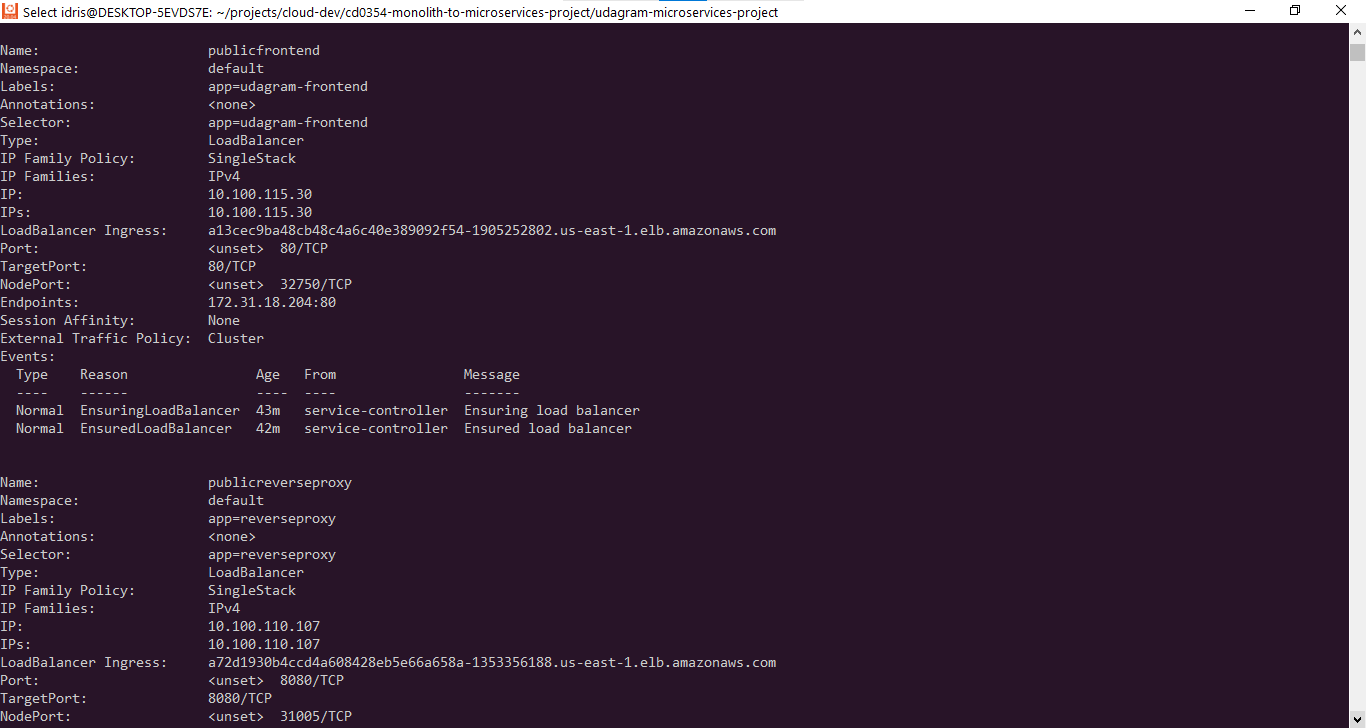 Select idris@DESKTOP-5EVDS7E: ~/projects/cloud-dev/cd0354-monolith-to-microservices-project/udagram-microservices-project
Name: publicfrontend
Namespace: default
Labels: app=udagram-frontend
Annotations: <none>
Selector: app=udagram-frontend
Type: LoadBalancer
IP Family Policy: SingleStack
IP Families: IPv4
IP: 10.100.115.30
IPs: 10.100.115.30
LoadBalancer Ingress: a13cec9ba48cb48c4a6c40e389092f54-1905252802.us-east-1.elb.amazonaws.com
Port: <unset> 80/TCP
TargetPort: 80/TCP
NodePort: <unset> 32750/TCP
Endpoints: 172.31.18.204:80
Session Affinity: None
External Traffic Policy: Cluster
Events:
Type Reason Age From Message
---- ------ ---- ---- -------
Normal EnsuringLoadBalancer 43m service-controller Ensuring load balancer
Normal EnsuredLoadBalancer 42m service-controller Ensured load balancer
Name: publicreverseproxy
Namespace: default
Labels: app=reverseproxy
Annotations: <none>
Selector: app=reverseproxy
Type: LoadBalancer
IP Family Policy: SingleStack
IP Families: IPv4
IP: 10.100.110.107
IPs: 10.100.110.107
LoadBalancer Ingress: a72d1930b4ccd4a608428eb5e66a658a-1353356188.us-east-1.elb.amazonaws.com
Port: <unset> 8080/TCP
TargetPort: 8080/TCP
NodePort: <unset> 31005/TCP